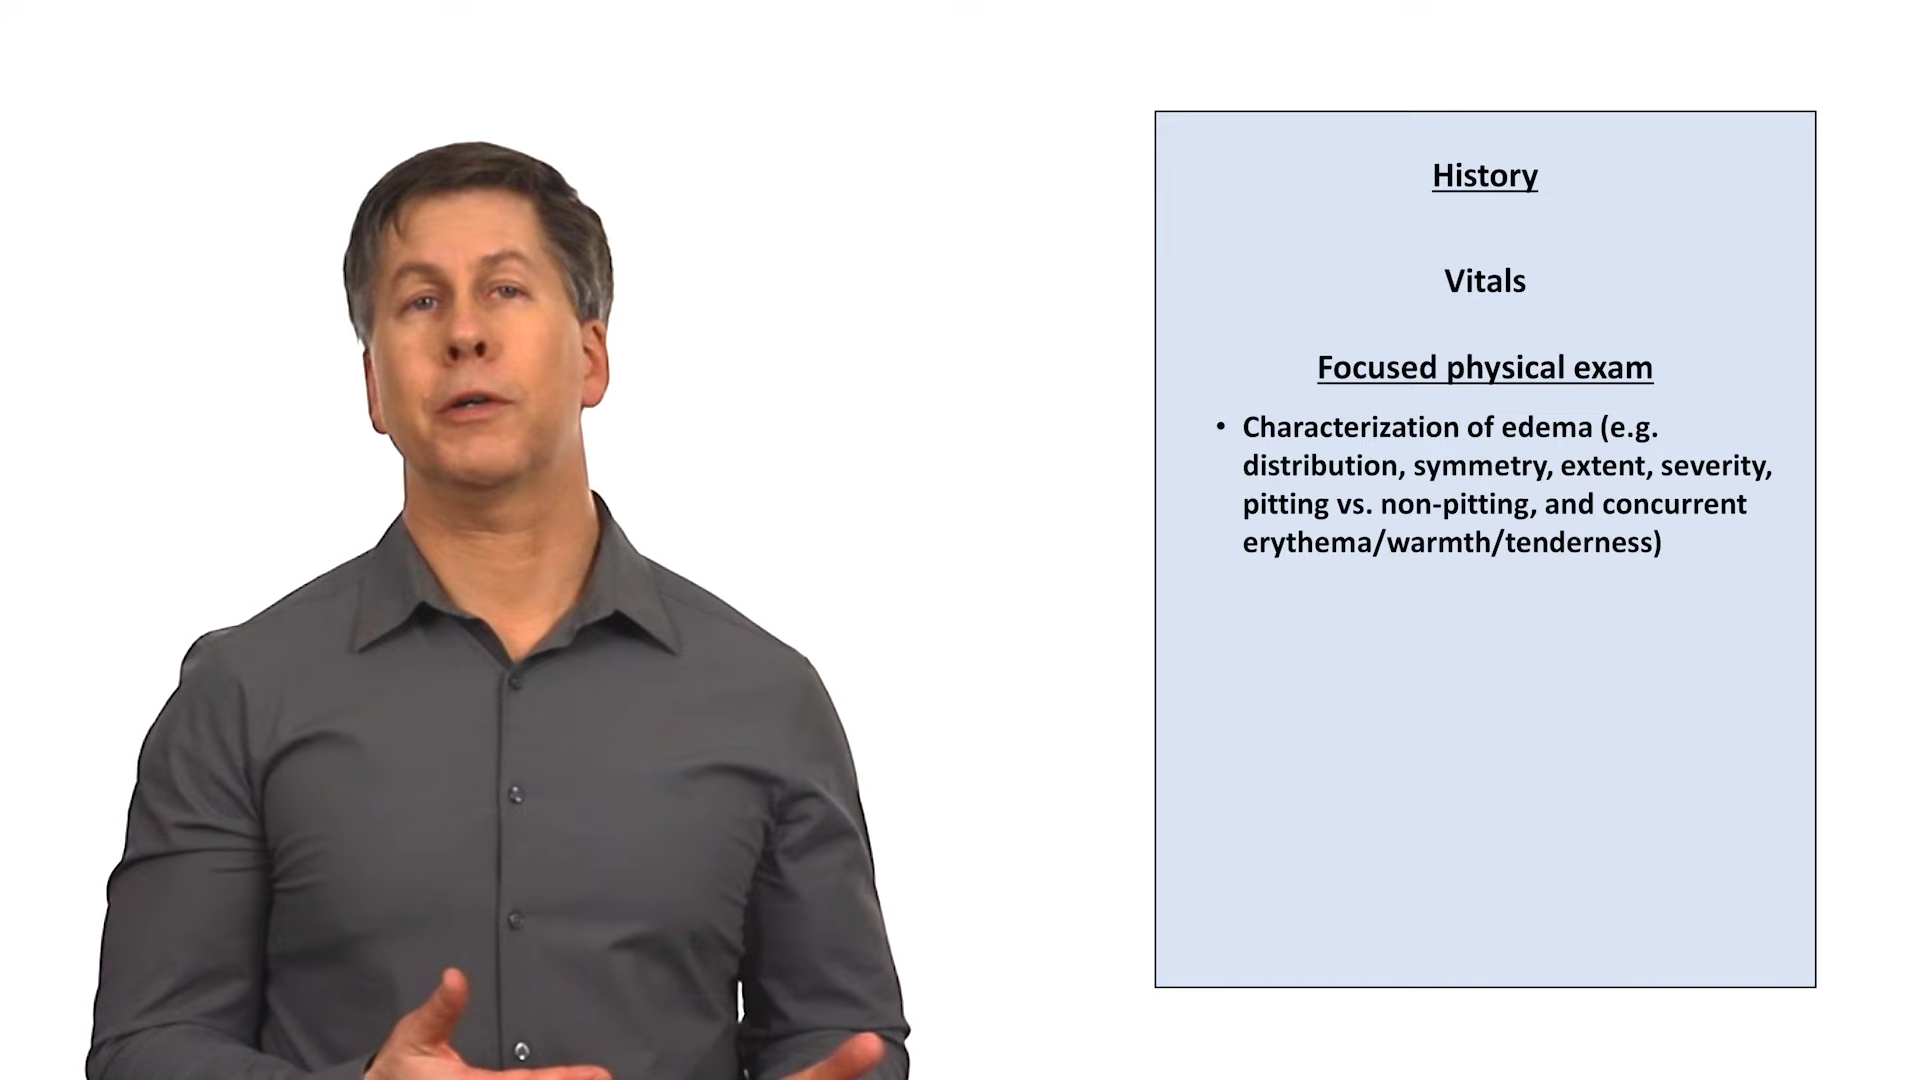 History
Vitals
Focused physical exam
• Characterization of edema (e.g.
distribution, symmetry, extent, severity,
pitting vs. non-pitting, and concurrent
erythema/warmth/tenderness)